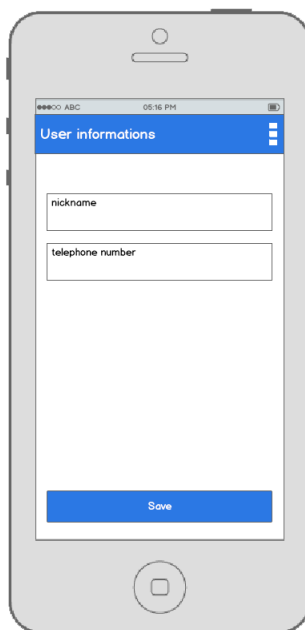 ABC 05:16 PM
User informations
nickname
telephone number
Save